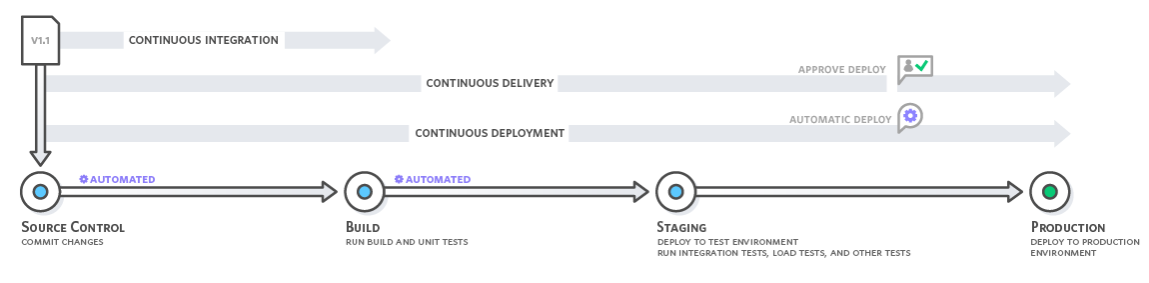 V1.1
CONTINUOUS INTEGRATION
APPROVE DEPLOY
CONTINUOUS DELIVERY
AUTOMATIC DEPLOY
CONTINUOUS DEPLOYMENT
AUTOMATED
AUTOMATED
SOURCE CONTROL
COMMIT CHANGES
BUILD
RUN BUILD AND UNIT TESTS
STAGING
DEPLOY TO TEST ENVIRONMENT
RUN INTEGRATION TESTS, LOAD TESTS, AND OTHER TESTS
PRODUCTION
DEPLOY TO PRODUCTION
ENVIRONMENT